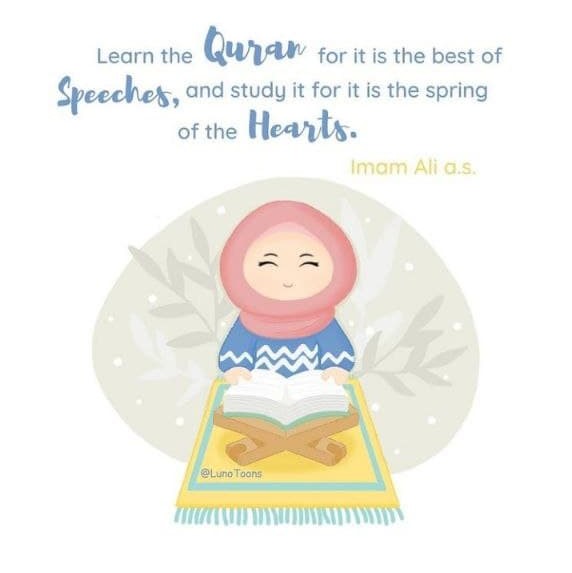 Learn the Quran for it is the best of
Speeches, and study it for it is the spring
of the Hearts.
Imam Ali a.s.
@LunoToons